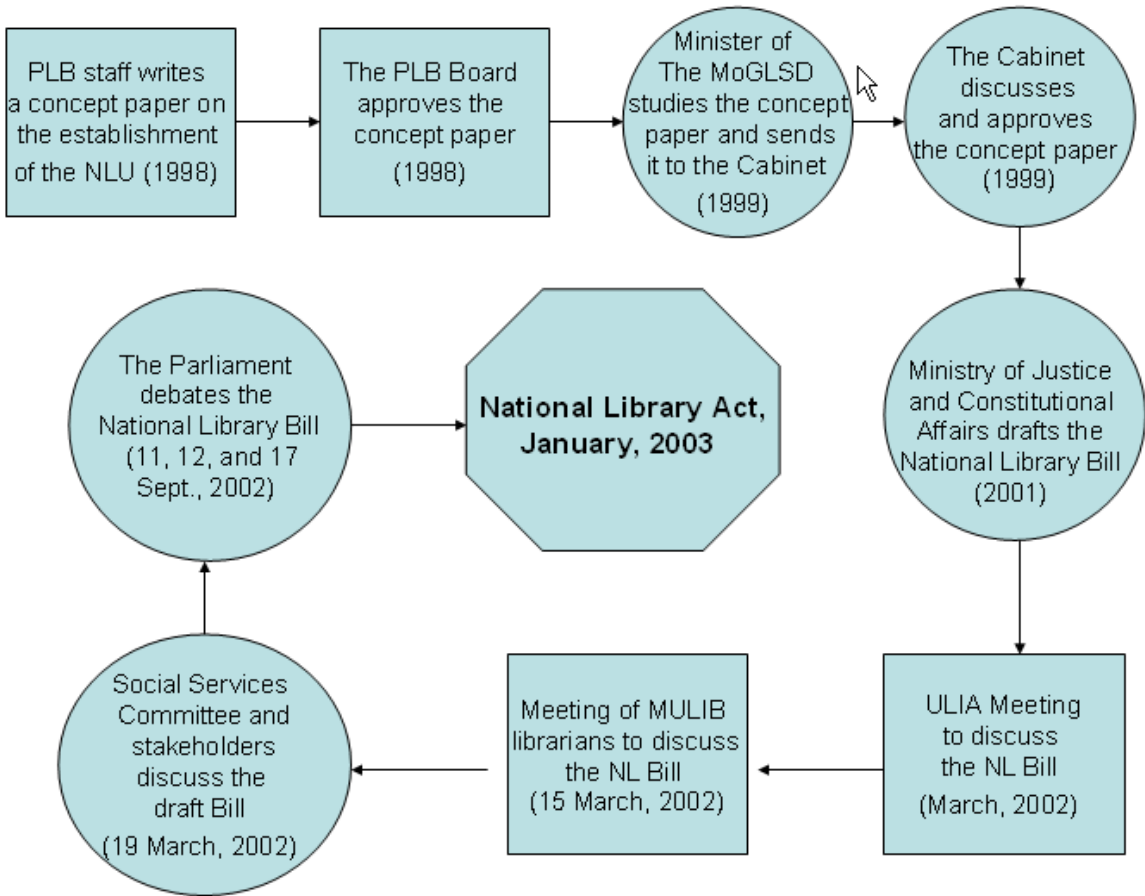 PLB staff writes
a concept paper on
the establishment
of the NLU (1998)
The PLB Board
approves the
concept paper
(1998)
Minister of
The MoGLSD
studies the concept
paper and sends
it to the Cabinet
(1999)
The Cabinet
discusses
and approves
the concept paper
(1999)
Ministry of Justice
and Constitutional
Affairs drafts the
National Library Bill
(2001)
ULIA Meeting
to discuss
the NL Bill
(March, 2002)
Meeting of MULIB
librarians to discuss
the NL Bill
(15 March, 2002)
Social Services
Committee and
stakeholders
discuss the
draft Bill
(19 March, 2002)
The Parliament
debates the
National Library Bill
(11, 12, and 17
Sept., 2002)
National Library Act,
January, 2003